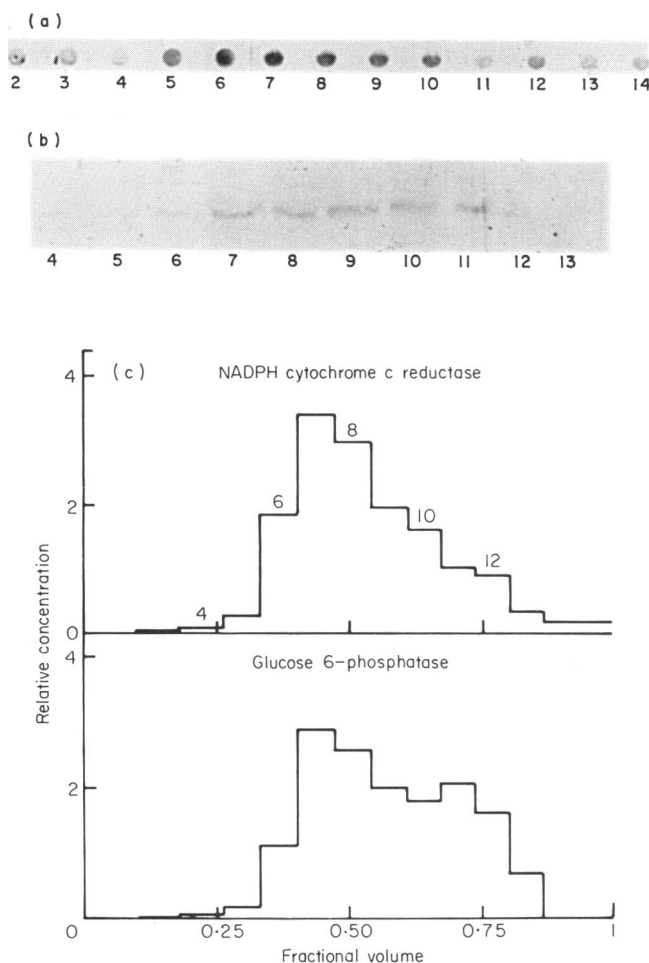 (a)
2 3 4 5 6 7 8 9 10 11 12 13 14
(b)
4 5 6 7 8 9 10 11 12 13
(c) NADPH cytochrome c reductase
4
2
0
4 6 8 10 12
Relative concentration
Glucose 6-phosphatase
4
2
0
0 0·25 0·50 0·75 1
Fractional volume